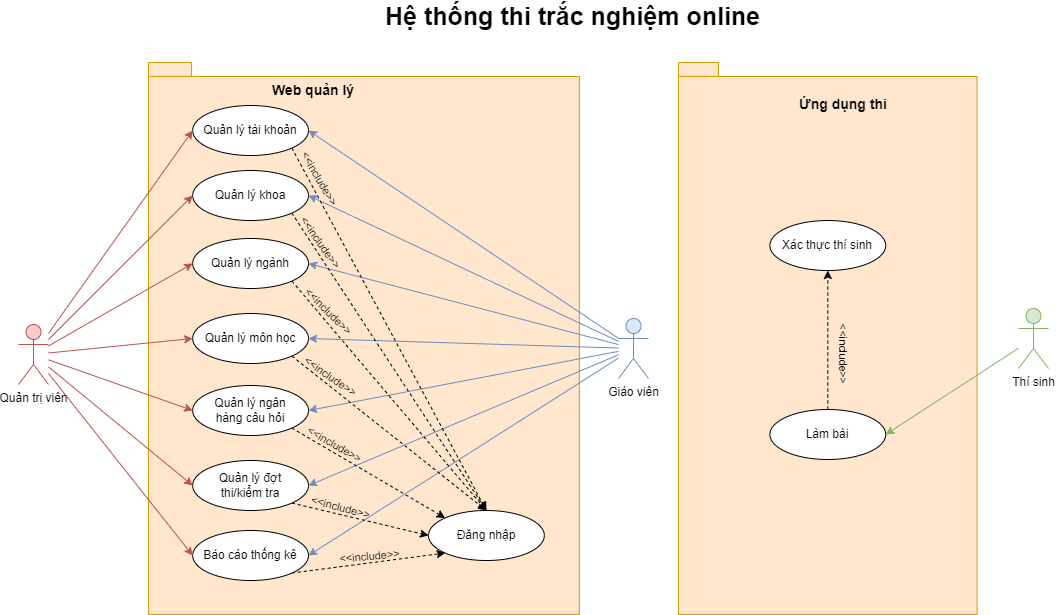 Hệ thống thi trắc nghiệm online
Web quản lý
Quản lý tài khoản
<<include>>
Quản lý khoa
<<include>>
Quản lý ngành
<<include>>
Quản lý môn học
<<include>>
Quản lý ngân
hàng câu hỏi
<<include>>
Quản lý đợt
thi/kiểm tra
<<include>>
Báo cáo thống kê
<<include>>
Đăng nhập
Quản trị viên
Giáo viên
Ứng dụng thi
Xác thực thí sinh
<<include>>
Làm bài
Thí sinh